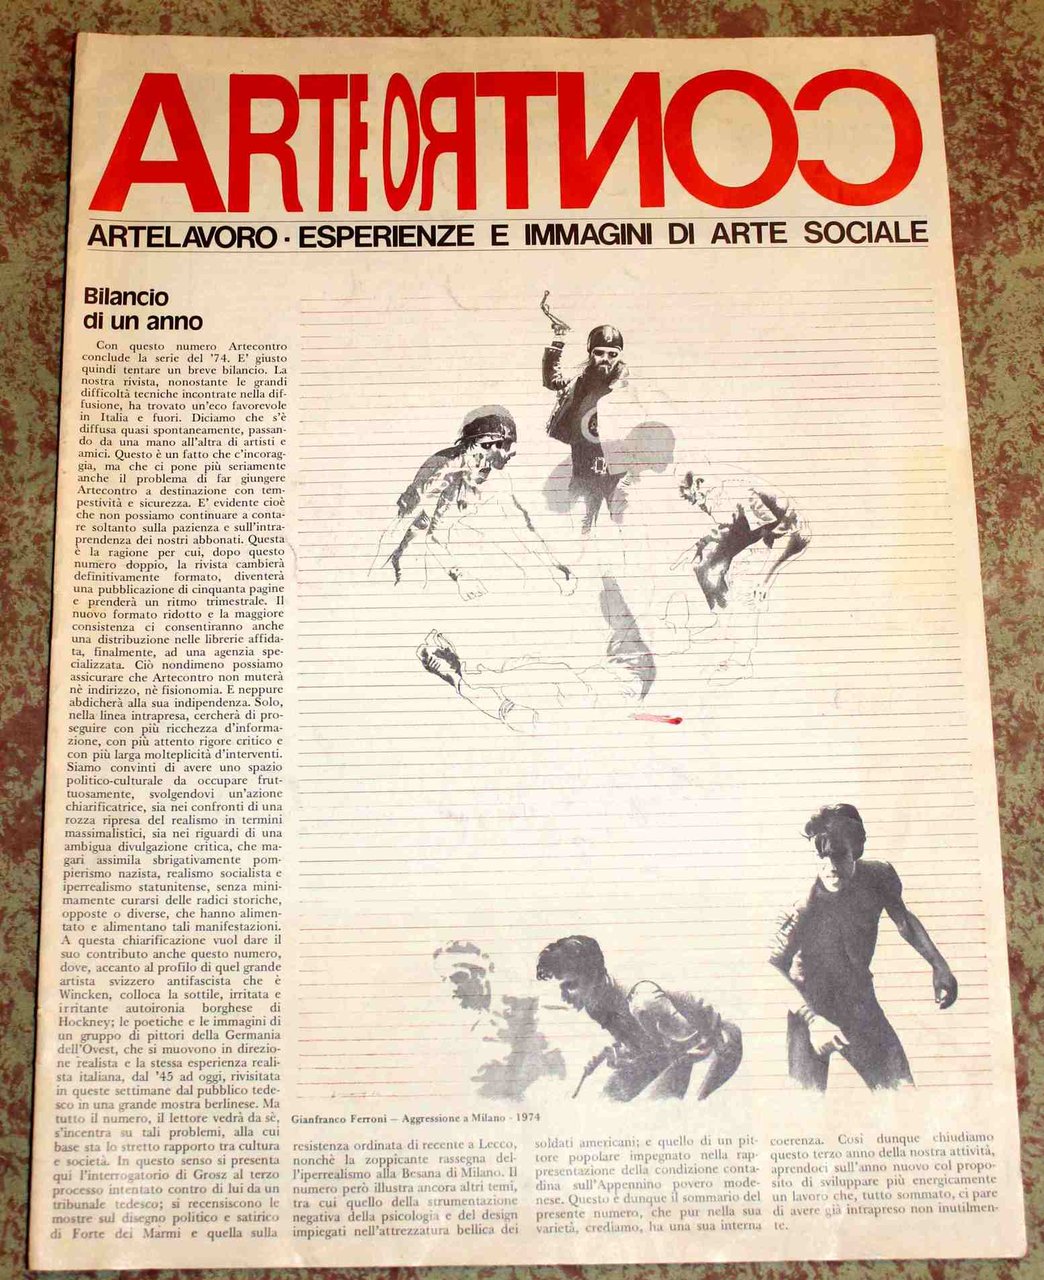 ARTECONTRO
ARTELAVORO · ESPERIENZE E IMMAGINI DI ARTE SOCIALE
Bilancio
di un anno
Con questo numero Artecontro
conclude la serie del '74. E' giusto
quindi tentare un breve bilancio. La
nostra rivista, nonostante le grandi
difficoltà tecniche incontrate nella dif-
fusione, ha trovato un'eco favorevole
in Italia e fuori. Diciamo che s'è
diffusa quasi spontaneamente, passan-
do da una mano all'altra di artisti e
amici. Questo è un fatto che c'incorag-
gia, ma che ci pone più seriamente
anche il problema di far giungere
Artecontro a destinazione con tem-
pestività e sicurezza. E' evidente cioè
che non possiamo continuare a conta-
re soltanto sulla pazienza e sull'intra-
prendenza dei nostri abbonati. Questa
è la ragione per cui, dopo questo
numero doppio, la rivista cambierà
definitivamente formato, diventerà
una pubblicazione di cinquanta pagine
e prenderà un ritmo trimestrale. Il
nuovo formato ridotto e la maggiore
consistenza ci consentiranno anche
una distribuzione nelle librerie affida-
ta, finalmente, ad una agenzia spe-
cializzata. Ciò nondimeno possiamo
assicurare che Artecontro non muterà
nè indirizzo, nè fisionomia. E neppure
abdicherà alla sua indipendenza. Solo,
nella linea intrapresa, cercherà di pro-
seguire con più ricchezza d'informa-
zione, con più attento rigore critico e
con più larga molteplicità d'interventi.
Siamo convinti di avere uno spazio
politico-culturale da occupare frut-
tuosamente, svolgendovi un'azione
chiarificatrice, sia nei confronti di una
rozza ripresa del realismo in termini
massimalistici, sia nei riguardi di una
ambigua divulgazione critica, che ma-
gari assimila sbrigativamente pom-
pierismo nazista, realismo socialista e
iperrealismo statunitense, senza mini-
mamente curarsi delle radici storiche,
opposte o diverse, che hanno alimen-
tato e alimentano tali manifestazioni.
A questa chiarificazione vuol dare il
suo contributo anche questo numero,
dove, accanto al profilo di quel grande
artista svizzero antifascista che è
Wincken, colloca la sottile, irritata e
irritante autoironia borghese di
Hockney; le poetiche e le immagini di
un gruppo di pittori della Germania
dell'Ovest, che si muovono in direzio-
ne realista e la stessa esperienza reali-
sta italiana, dal '45 ad oggi, rivisitata
in queste settimane dal pubblico tede-
sco in una grande mostra berlinese. Ma
tutto il numero, il lettore vedrà da sè,
s'incentra su tali problemi, alla cui
base sta lo stretto rapporto tra cultura
e società. In questo senso si presenta
qui l'interrogatorio di Grosz al terzo
processo intentato contro di lui da un
tribunale tedesco; si recensiscono le
mostre sul disegno politico e satirico
di Forte dei Marmi e quella sulla
Gianfranco Ferroni — Aggressione a Milano - 1974
resistenza ordinata di recente a Lecco,
nonchè la zoppicante rassegna del-
l'iperrealismo alla Besana di Milano. Il
numero però illustra ancora altri temi,
tra cui quello della strumentazione
negativa della psicologia e del design
impiegati nell'attrezzatura bellica dei
soldati americani; e quello di un pit-
tore popolare impegnato nella rap-
presentazione della condizione conta-
dina sull'Appennino povero mode-
nese. Questo è dunque il sommario del
presente numero, che pur nella sua
varietà, crediamo, ha una sua interna
coerenza. Così dunque chiudiamo
questo terzo anno della nostra attività,
aprendoci sull'anno nuovo col propo-
sito di sviluppare più energicamente
un lavoro che, tutto sommato, ci pare
di avere già intrapreso non inutilmen-
te.